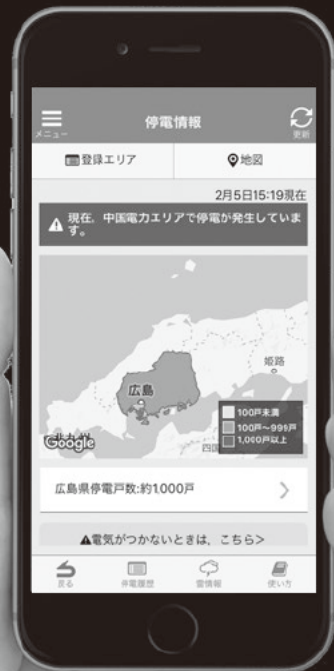 停電情報
メニュー
更新
登録エリア
地図
2月5日15:19現在
現在，中国電力エリアで停電が発生していま
す。
姫路
広島
100戸未満
100戸～999戸
1,000戸以上
Google
四国
広島県停電戸数:約1000戸
電気がつかないときは，こちら>
戻る
停電履歴
雷情報
使い方